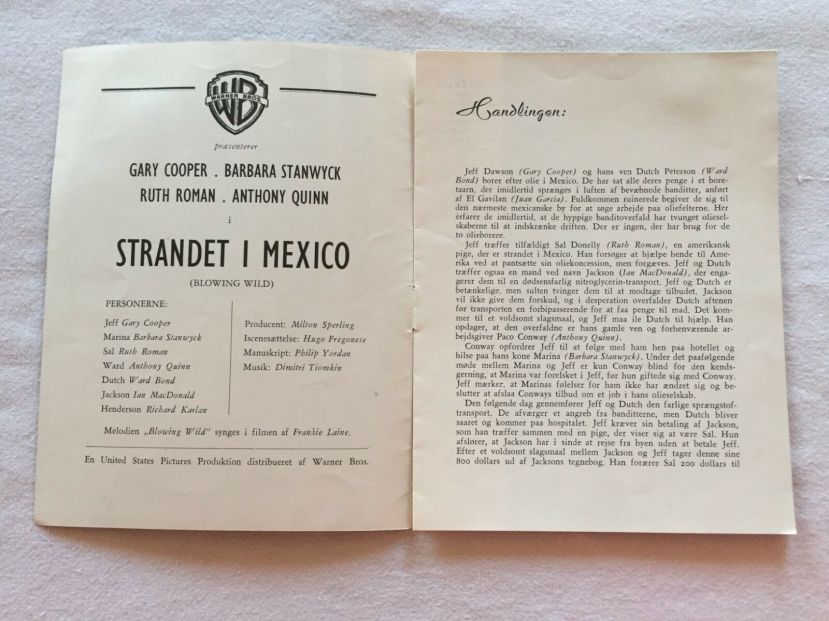 WB
WARNER BROS.
præsenterer
GARY COOPER . BARBARA STANWYCK
RUTH ROMAN . ANTHONY QUINN
i
STRANDET I MEXICO
(BLOWING WILD)
PERSONERNE:
Jeff Gary Cooper
Marina Barbara Stanwyck
Sal Ruth Roman
Ward Anthony Quinn
Dutch Ward Bond
Jackson Ian MacDonald
Henderson Richard Karlan
Producent: Milton Sperling
Iscenesættelse: Hugo Fregonese
Manuskript: Philip Yordan
Musik: Dimitri Tiomkin
Melodien „Blowing Wild” synges i filmen af Frankie Laine.
En United States Pictures Produktion distribueret af Warner Bros.
Handlingen:
Jeff Dawson (Gary Cooper) og hans ven Dutch Peterson (Ward
Bond) borer efter olie i Mexico. De har sat alle deres penge i et bore-
taarn, der imidlertid sprænges i luften af bevæbnede banditter, anført
af El Gavilan (Juan Garcia). Fuldkommen ruinerede begiver de sig til
den nærmeste mexicanske by for at søge arbejde paa oliefelterne. Her
erfarer de imidlertid, at de hyppige banditoverfald har tvunget oliesel-
skaberne til at indskrænke driften. Der er ingen, der har brug for de
to olieborere.
Jeff træffer tilfældigt Sal Donelly (Ruth Roman), en amerikansk
pige, der er strandet i Mexico. Han forsøger at hjælpe hende til Ame-
rika ved at pantsætte sin oliekoncession, men forgæves. Jeff og Dutch
træffer ogsaa en mand ved navn Jackson (Ian MacDonald), der enga-
gerer dem til en dødsensfarlig nitroglycerin-transport. Jeff og Dutch er
betænkelige, men sulten tvinger dem til at modtage tilbudet. Jackson
vil ikke give dem forskud, og i desperation overfalder Dutch aftenen
før transporten en forbipasserende for at faa penge til mad. Det kom-
mer til et voldsomt slagsmaal, og Jeff maa ile Dutch til hjælp. Han
opdager, at den overfaldne er hans gamle ven og forhenværende ar-
bejdsgiver Paco Conway (Anthony Quinn).
Conway opfordrer Jeff til at følge med ham hen paa hotellet og
hilse paa hans kone Marina (Barbara Stanwyck). Under det paafølgende
møde mellem Marina og Jeff er kun Conway blind for den kends-
gerning, at Marina var forelsket i Jeff, før hun giftede sig med Conway.
Jeff mærker, at Marinas følelser for ham ikke har ændret sig og be-
slutter at afslaa Conways tilbud om et job i hans olieselskab.
Den følgende dag gennemfører Jeff og Dutch den farlige sprængstof-
transport. De afværger et angreb fra banditterne, men Dutch bliver
saaret og kommer paa hospitalet. Jeff kræver sin betaling af Jackson,
som han træffer sammen med en pige, der viser sig at være Sal. Hun
afslører, at Jackson har i sinde at rejse fra byen uden at betale Jeff.
Efter et voldsomt slagsmaal mellem Jackson og Jeff tager denne sine
800 dollars ud af Jacksons tegnebog. Han forærer Sal 200 dollars til